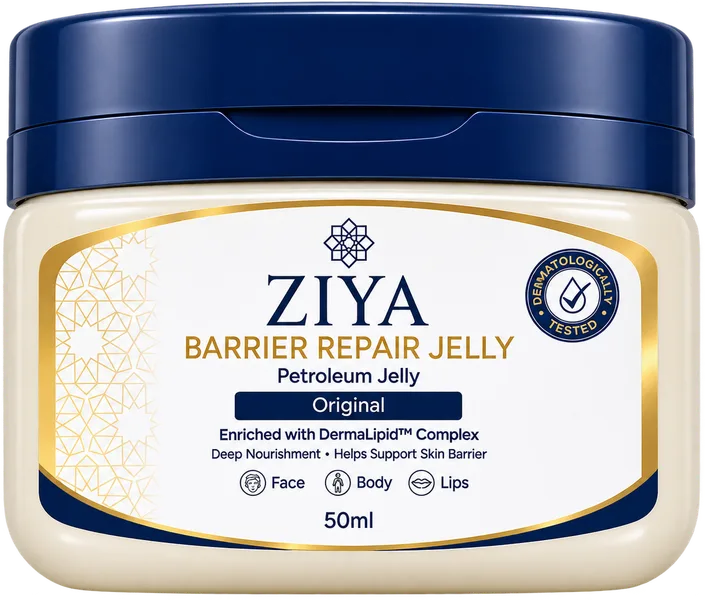 ZIYA
BARRIER REPAIR JELLY
Petroleum Jelly
Original
Enriched with DermaLipid™ Complex
Deep Nourishment • Helps Support Skin Barrier
Face Body Lips
50ml
DERMATOLOGICALLY
• TESTED •